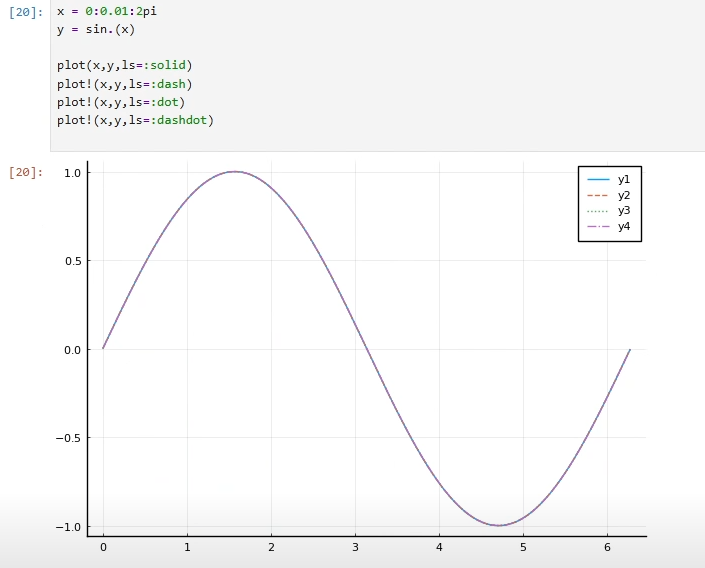 [20]: x = 0:0.01:2pi
y = sin.(x)
plot(x,y,ls=:solid)
plot!(x,y,ls=:dash)
plot!(x,y,ls=:dot)
plot!(x,y,ls=:dashdot)
[20]:
1.0
0.5
0.0
−0.5
−1.0
y1
y2
y3
y4
0 1 2 3 4 5 6